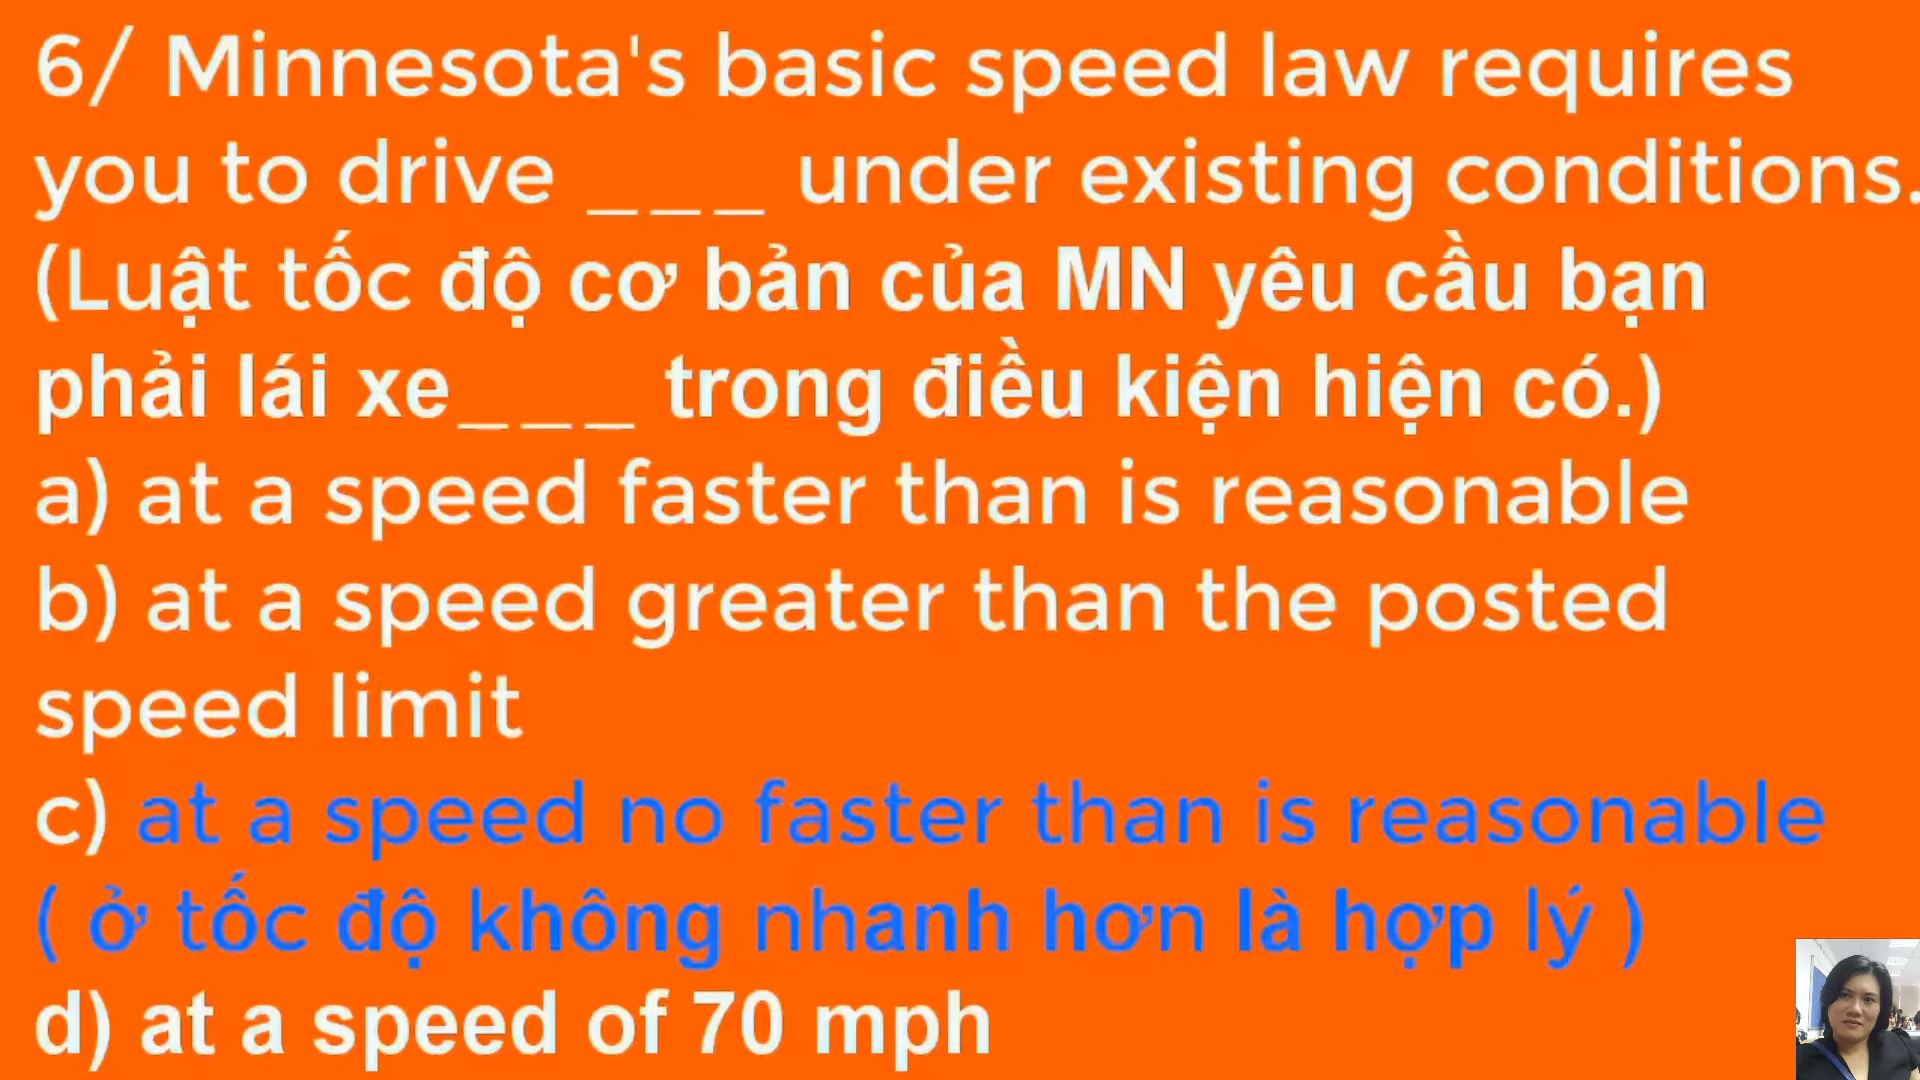 6/ Minnesota's basic speed law requires
you to drive ___ under existing conditions.
(Luật tốc độ cơ bản của MN yêu cầu bạn
phải lái xe___ trong điều kiện hiện có.)
a) at a speed faster than is reasonable
b) at a speed greater than the posted
speed limit
c) at a speed no faster than is reasonable
( ở tốc độ không nhanh hơn là hợp lý )
d) at a speed of 70 mph